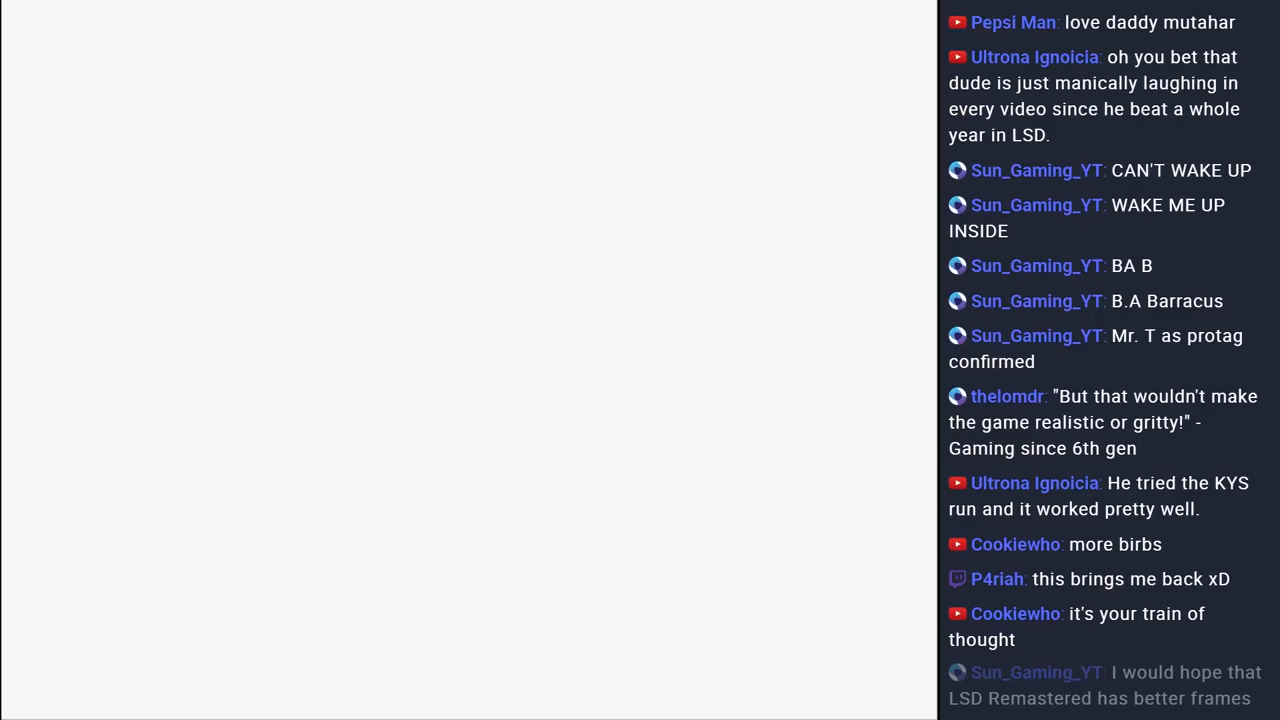 Pepsi Man: love daddy mutahar
Ultrona Ignoicia: oh you bet that
dude is just manically laughing in
every video since he beat a whole
year in LSD.
Sun_Gaming_YT: CAN'T WAKE UP
Sun_Gaming_YT: WAKE ME UP
INSIDE
Sun_Gaming_YT: BA B
Sun_Gaming_YT: B.A Barracus
Sun_Gaming_YT: Mr. T as protag
confirmed
thelomdr: "But that wouldn't make
the game realistic or gritty!" -
Gaming since 6th gen
Ultrona Ignoicia: He tried the KYS
run and it worked pretty well.
Cookiewho: more birbs
P4riah: this brings me back xD
Cookiewho: it's your train of
thought
Sun_Gaming_YT: I would hope that
LSD Remastered has better frames